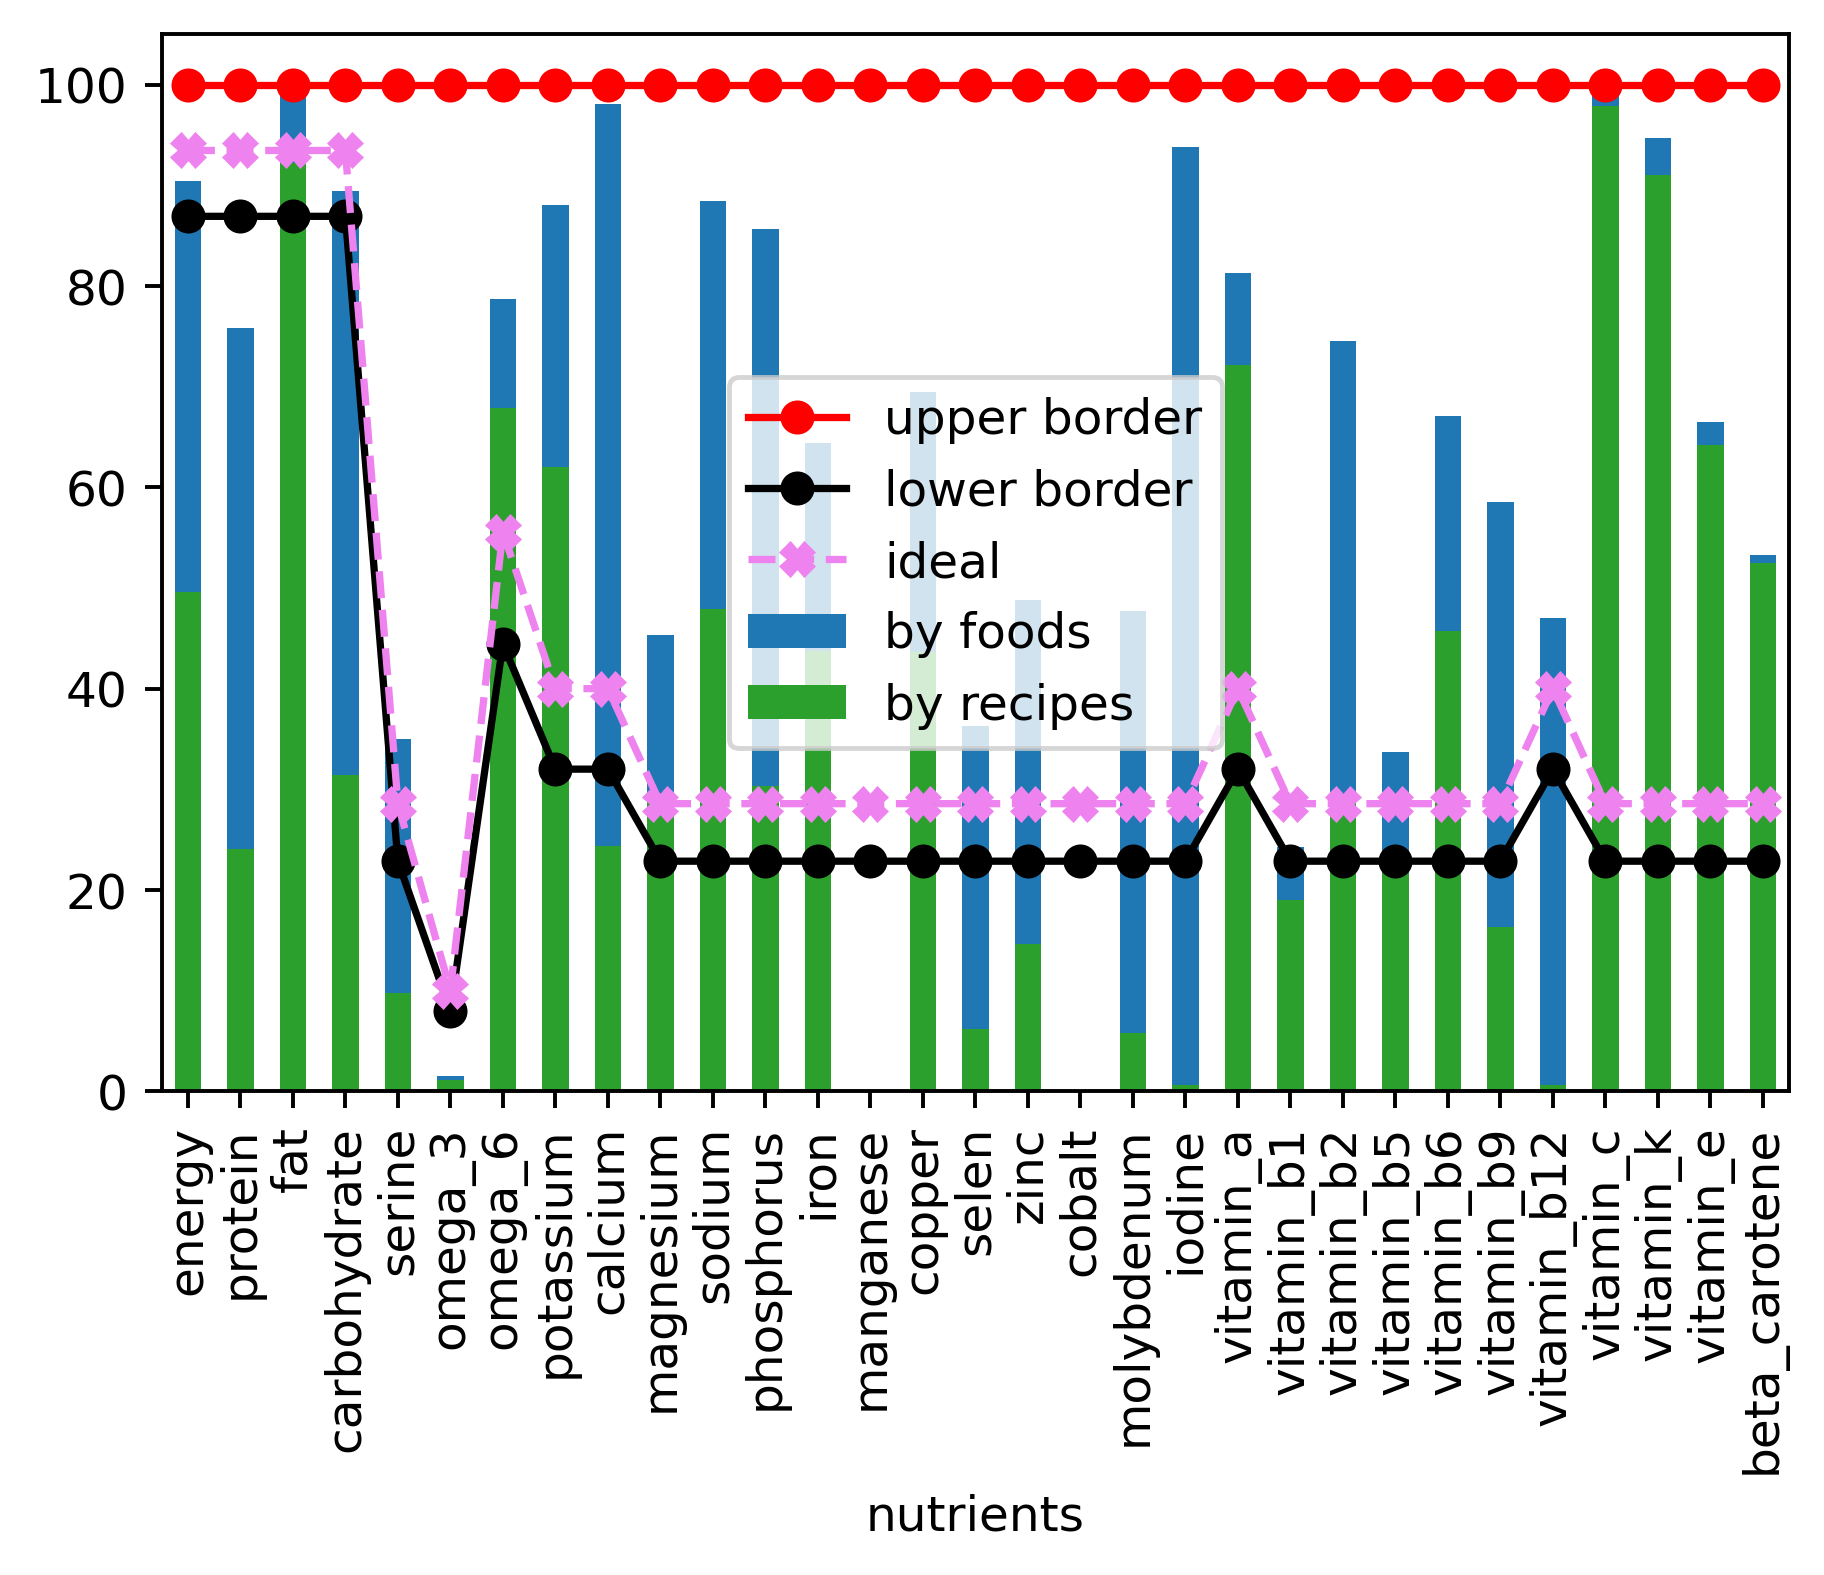 100
80
60
40
20
0
upper border
lower border
ideal
by foods
by recipes
energy
protein
fat
carbohydrate
serine
omega_3
omega_6
potassium
calcium
magnesium
sodium
phosphorus
iron
manganese
copper
selen
zinc
cobalt
molybdenum
iodine
vitamin_a
vitamin_b1
vitamin_b2
vitamin_b5
vitamin_b6
vitamin_b9
vitamin_b12
vitamin_c
vitamin_k
vitamin_e
beta_carotene
nutrients